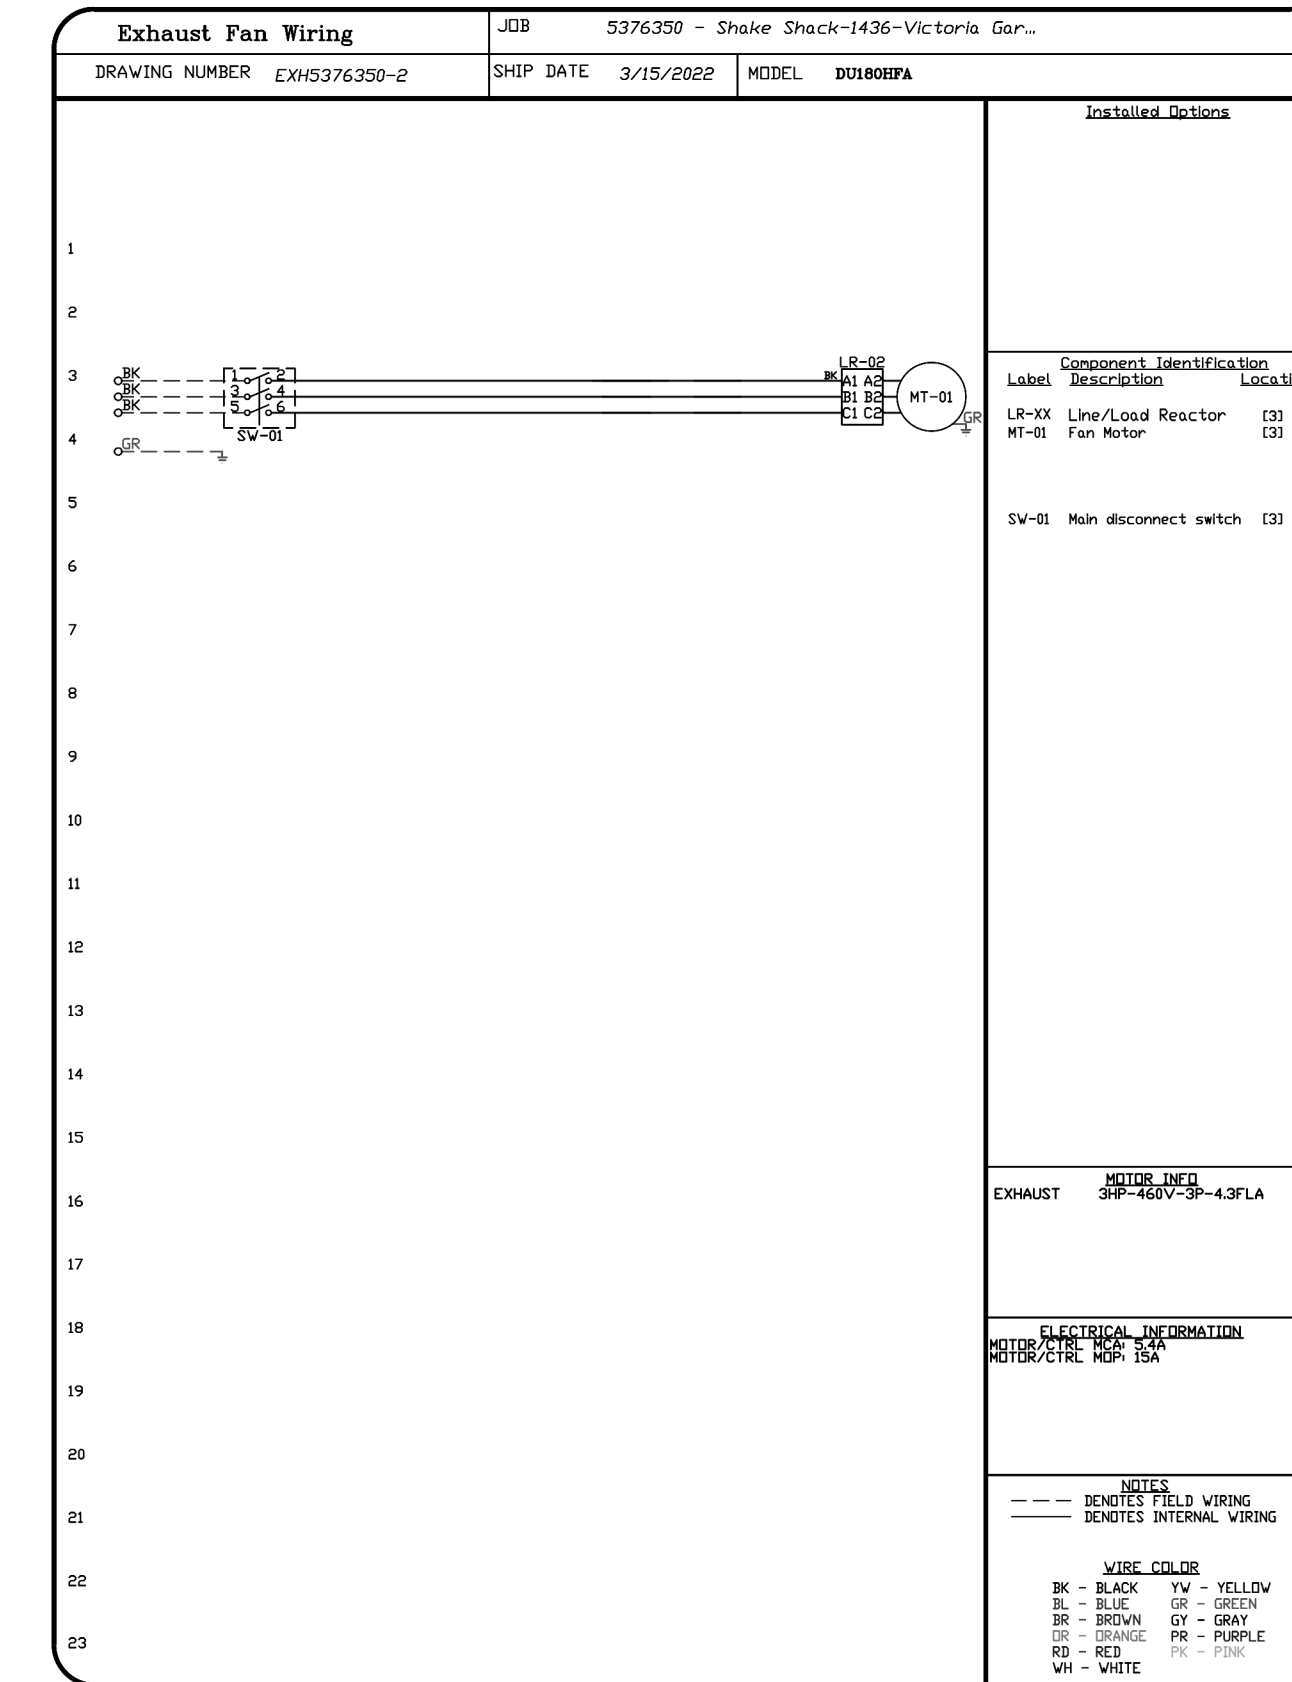 Exhaust Fan Wiring
JOB 5376350 - Shake Shack-1436-Victoria Gar...
DRAWING NUMBER EXH5376350-2
SHIP DATE 3/15/2022
MODEL DU180HFA
Installed Options
1
2
3
BK
BK
BK
1 2
3 4
5 6
SW-01
LR-02
BK
A1 A2
B1 B2
C1 C2
MT-01
GR
4
GR
5
6
7
8
9
10
11
12
13
14
15
16
17
18
19
20
21
22
23
Component Identification
Label Description Locati
LR-XX Line/Load Reactor [3]
MT-01 Fan Motor [3]
SW-01 Main disconnect switch [3]
MOTOR INFO
EXHAUST 3HP-460V-3P-4.3FLA
ELECTRICAL INFORMATION
MOTOR/CTRL MCA: 5.4A
MOTOR/CTRL MOP: 15A
NOTES
DENOTES FIELD WIRING
DENOTES INTERNAL WIRING
WIRE COLOR
BK - BLACK YW - YELLOW
BL - BLUE GR - GREEN
BR - BROWN GY - GRAY
OR - ORANGE PR - PURPLE
RD - RED PK - PINK
WH - WHITE